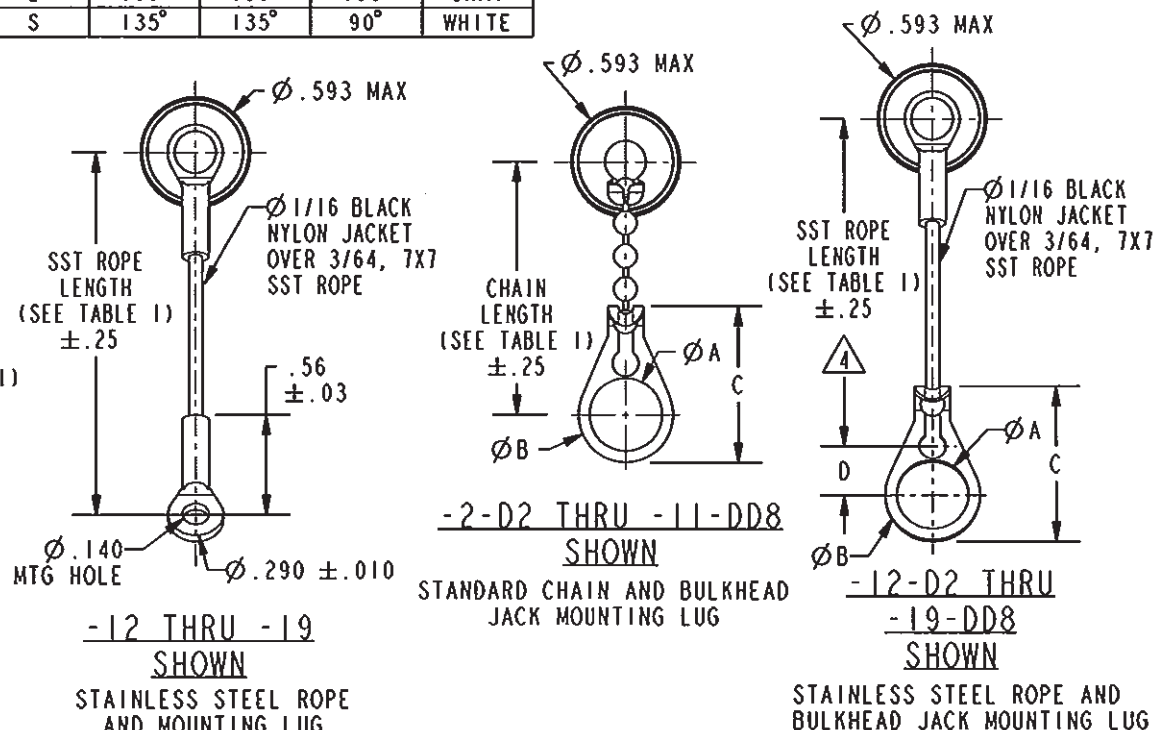 S 135° 135° 90° WHITE
Ø.593 MAX
Ø1/16 BLACK
NYLON JACKET
OVER 3/64, 7X7
SST ROPE
SST ROPE
LENGTH
(SEE TABLE I)
±.25
.56
±.03
Ø.140
MTG HOLE
Ø.290 ±.010
-12 THRU -19
SHOWN
STAINLESS STEEL ROPE
AND MOUNTING LUG
I)
Ø.593 MAX
CHAIN
LENGTH
(SEE TABLE I)
±.25
ØA
C
ØB
-2-D2 THRU -11-DD8
SHOWN
STANDARD CHAIN AND BULKHEAD
JACK MOUNTING LUG
Ø.593 MAX
Ø1/16 BLACK
NYLON JACKET
OVER 3/64, 7X7
SST ROPE
SST ROPE
LENGTH
(SEE TABLE I)
±.25
4
ØA
D
C
ØB
-12-D2 THRU
-19-DD8
SHOWN
STAINLESS STEEL ROPE AND
BULKHEAD JACK MOUNTING LUG